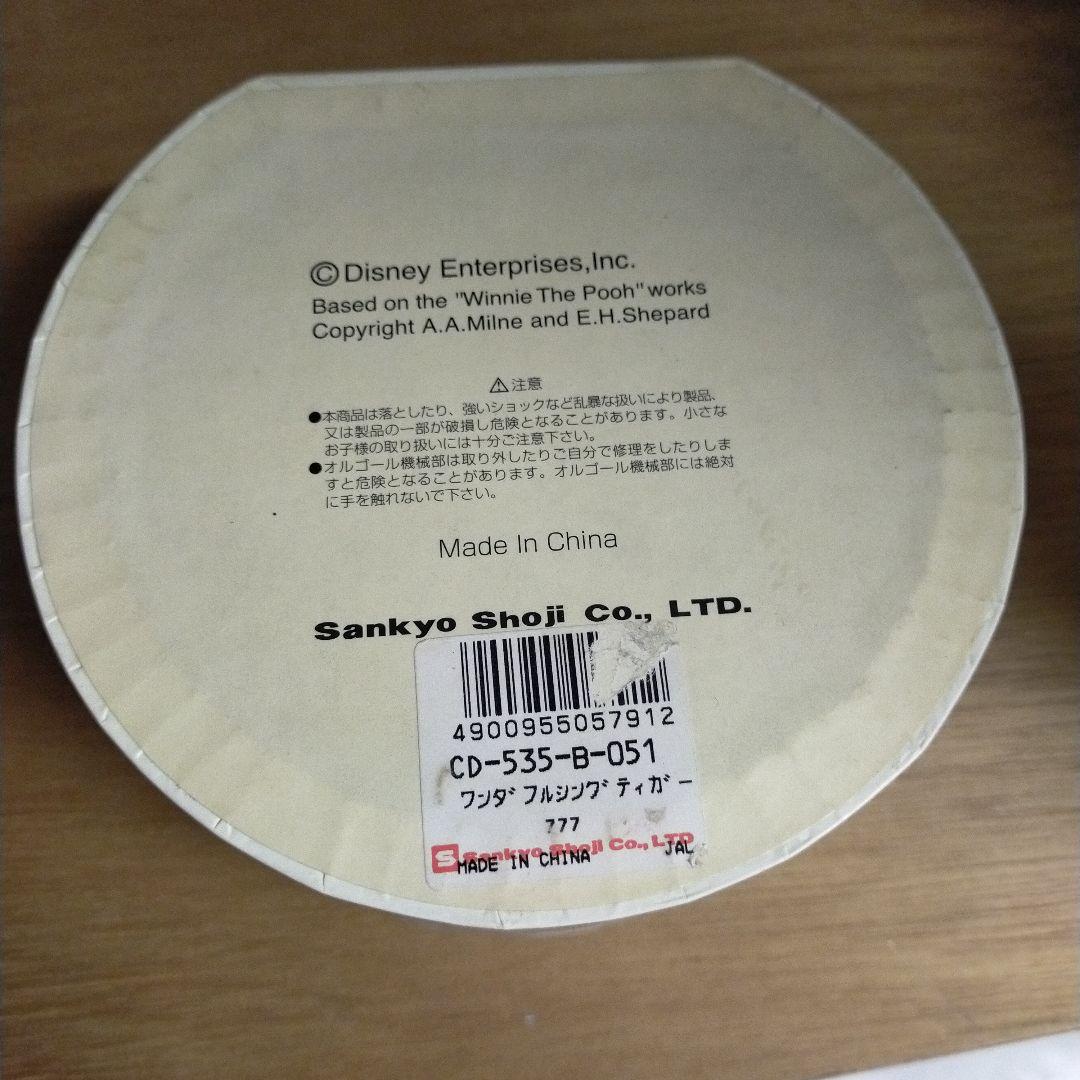 ©Disney Enterprises,Inc.
Based on the "Winnie The Pooh" works
Copyright A.A.Milne and E.H.Shepard
⚠注意
●本商品は落としたり、強いショックなど乱暴な扱いにより製品、
又は製品の一部が破損し危険となることがあります。小さな
お子様の取り扱いには十分ご注意下さい。
●オルゴール機械部は取り外したりご自分で修理をしたりしま
すと危険となることがあります。オルゴール機械部には絶対
に手を触れないで下さい。
Made In China
Sankyo Shoji Co., LTD.
4900955057912
CD-535-B-051
ワンダフルシングティガー
777
S Sankyo Shoji Co., LTD
MADE IN CHINA JAL